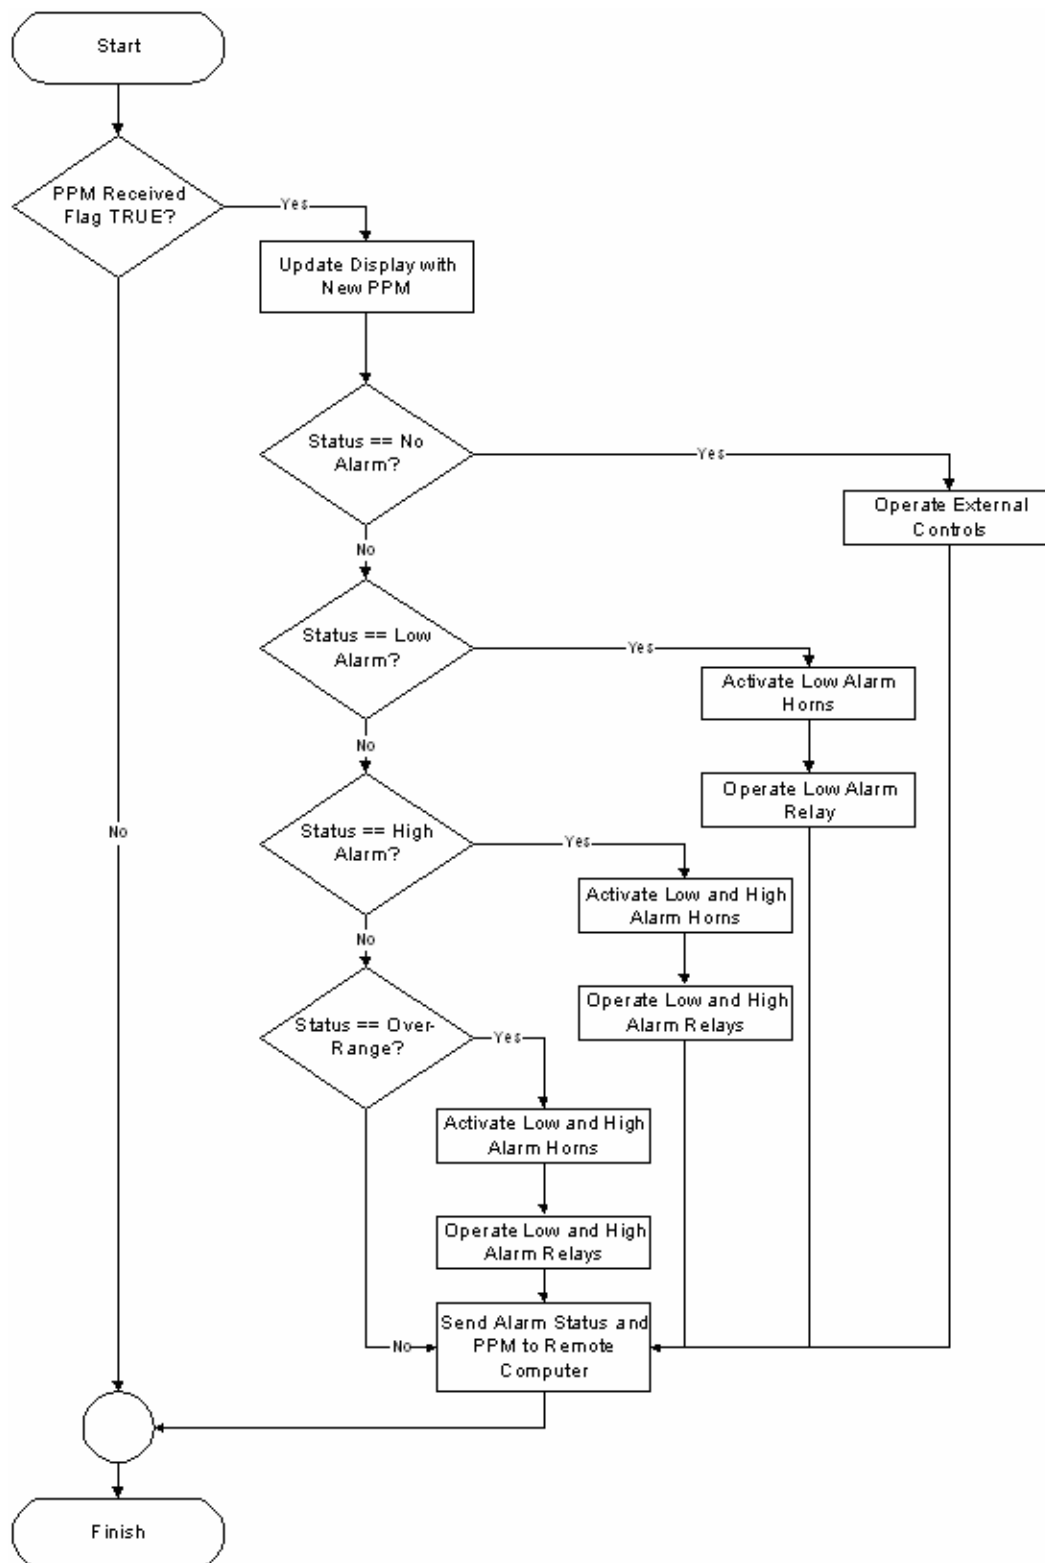 Start
PPM Received
Flag TRUE?
Yes
Update Display with
New PPM
Status == No
Alarm?
Yes
Operate External
Controls
No
Status == Low
Alarm?
Yes
Activate Low Alarm
Horns
No
Operate Low Alarm
Relay
No
Status == High
Alarm?
Yes
Activate Low and High
Alarm Horns
No
Operate Low and High
Alarm Relays
Status == Over-
Range?
Yes
Activate Low and High
Alarm Horns
Operate Low and High
Alarm Relays
No
Send Alarm Status and
PPM to Remote
Computer
Finish